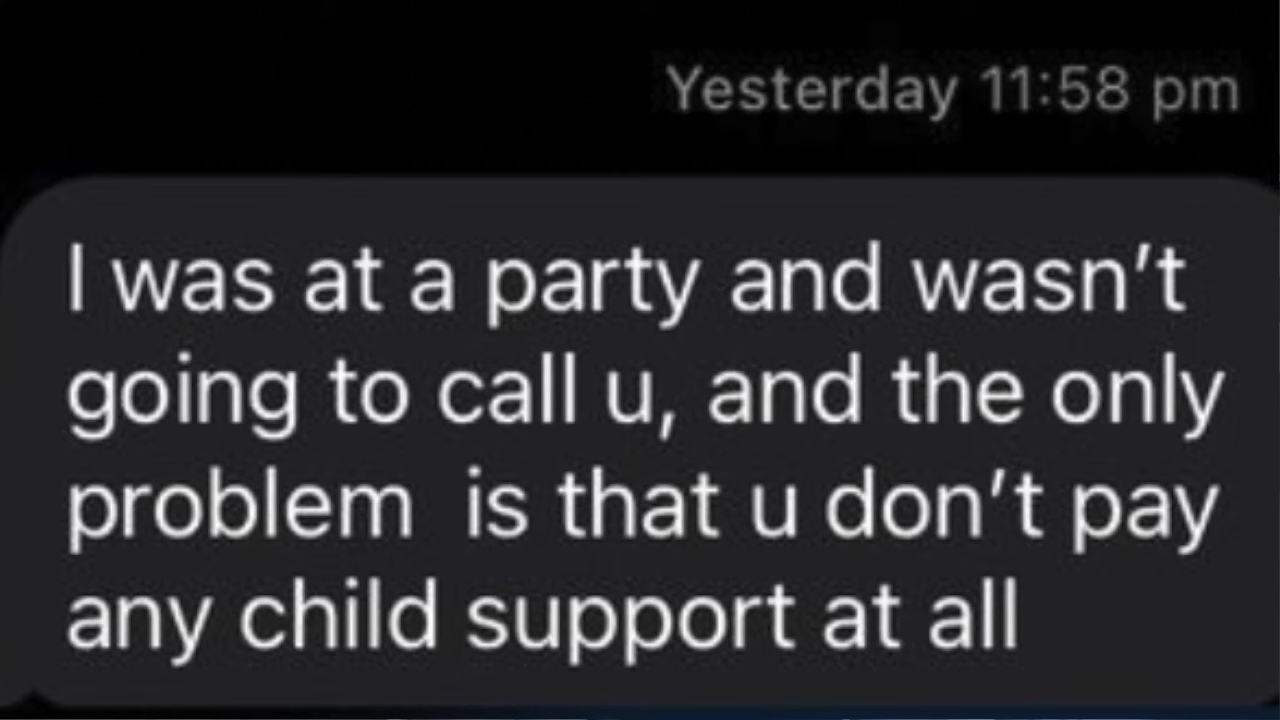 Yesterday 11:58 pm
I was at a party and wasn’t
going to call u, and the only
problem  is that u don’t pay
any child support at all